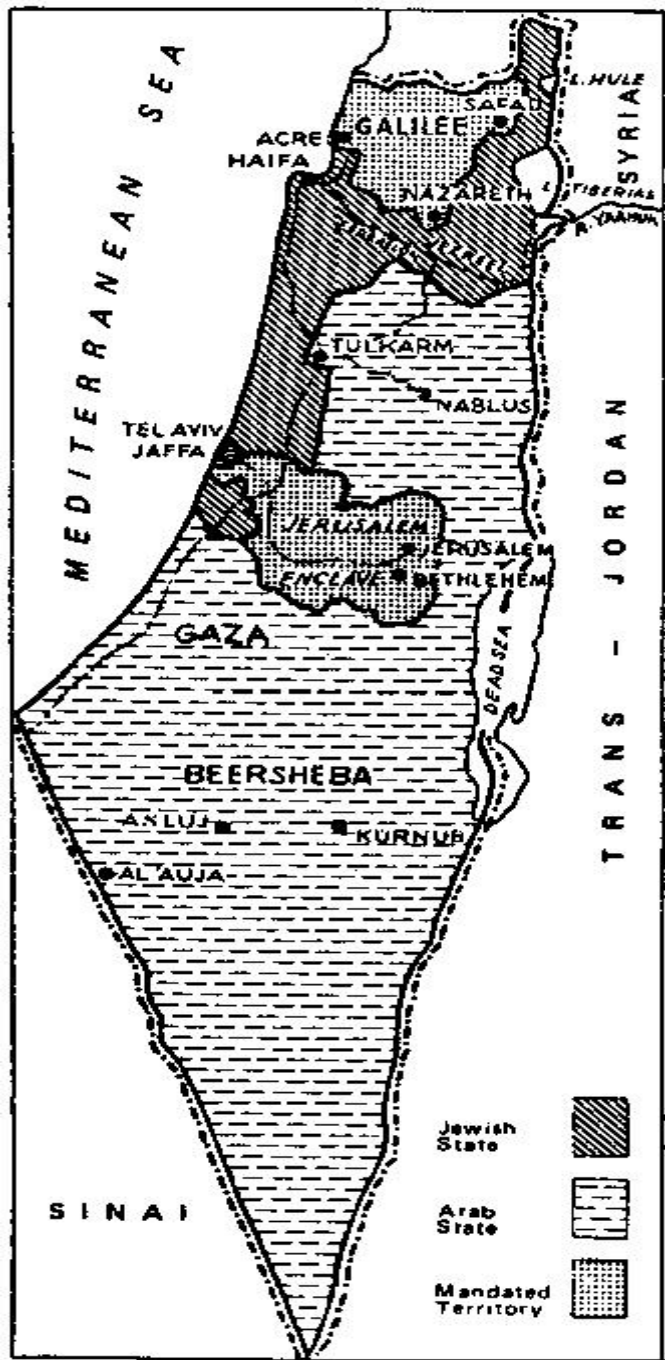 MEDITERRANEAN SEA
L. HULE
SAFAD
GALILEE
SYRIA
ACRE
HAIFA
L. TIBERIAS
NAZARETH
R. YARMUK
TULKARM
NABLUS
TEL AVIV
JAFFA
JERUSALEM
ENCLAVE
JERUSALEM
BETHLEHEM
TRANS - JORDAN
GAZA
DEAD SEA
BEERSHEBA
ASLUJ
KURNUB
AL'AUJA
SINAI
Jewish
State
Arab
State
Mandated
Territory